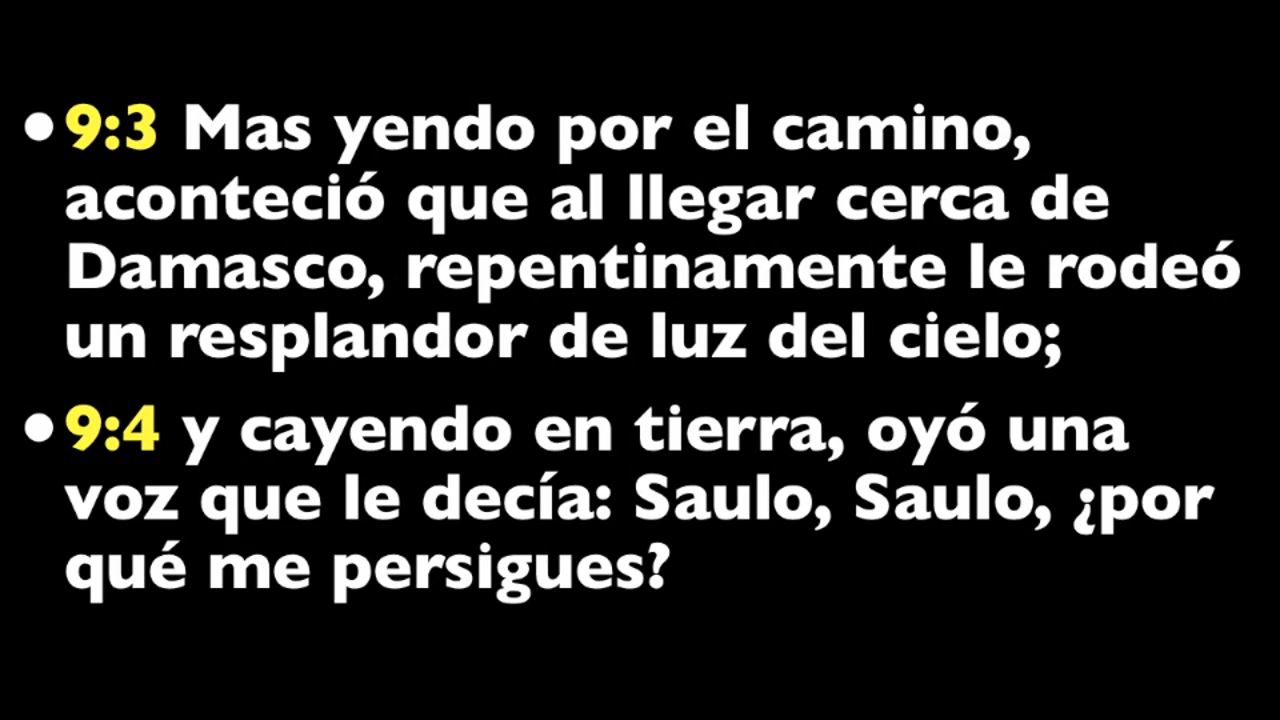 •9:3 Mas yendo por el camino,
aconteció que al llegar cerca de
Damasco, repentinamente le rodeó
un resplandor de luz del cielo;
•9:4 y cayendo en tierra, oyó una
voz que le decía: Saulo, Saulo, ¿por
qué me persigues?